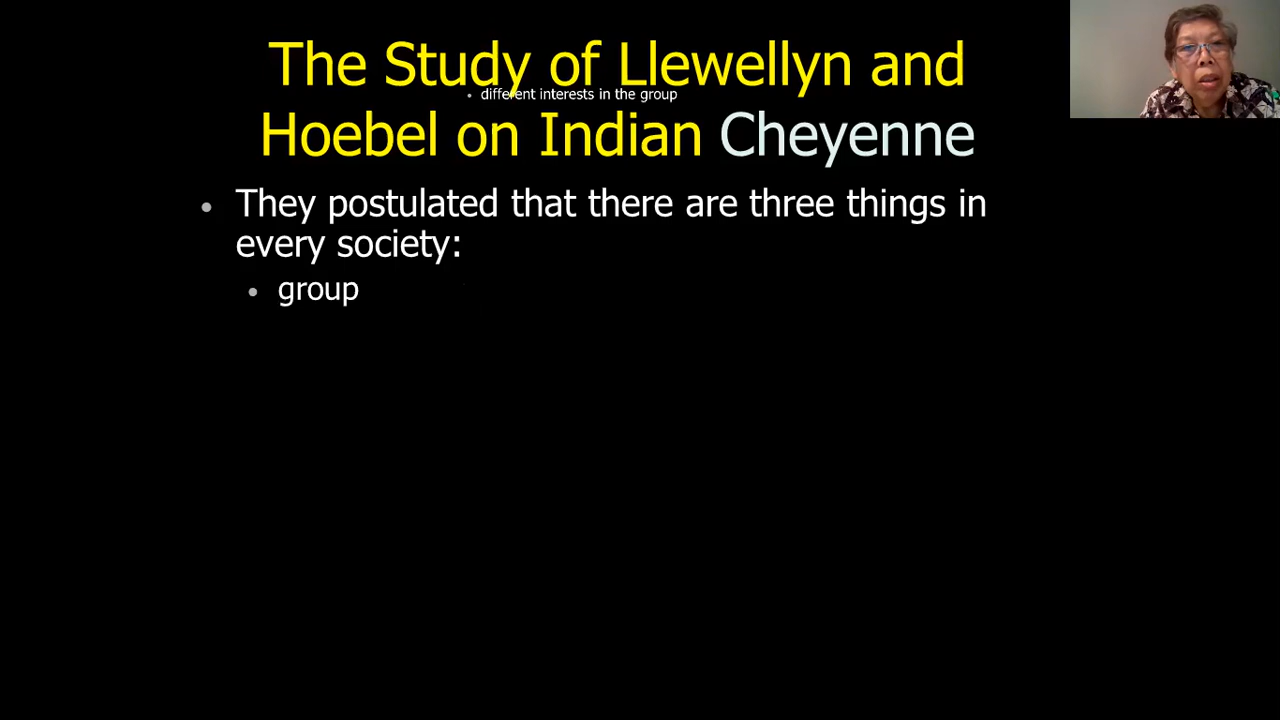 The Study of Llewellyn and
• different interests in the group
Hoebel on Indian Cheyenne
• They postulated that there are three things in
every society:
• group